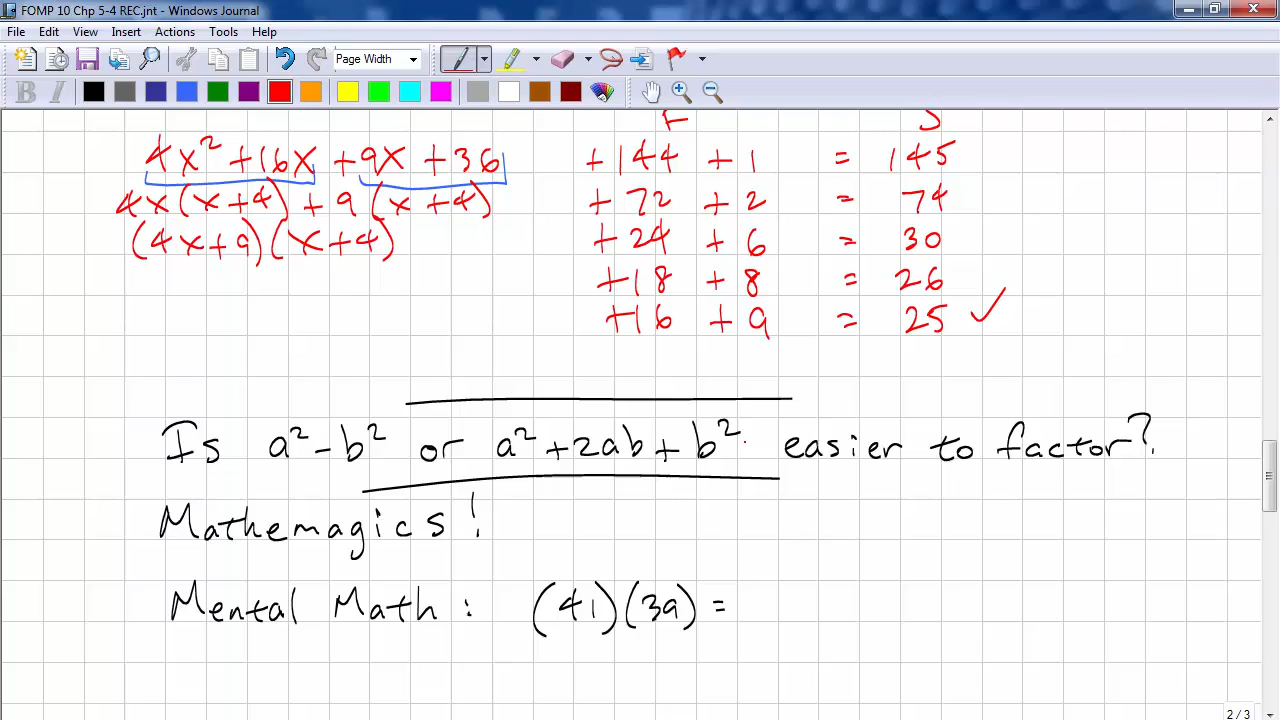 FOMP 10 Chp 5-4 REC.jnt - Windows Journal
File Edit View Insert Actions Tools Help
Page Width
F S
4x² + 16x + 9x + 36 +144 +1 = 145
4x(x+4) + 9(x+4) +72 +2 = 74
(4x+9)(x+4) +24 +6 = 30
+18 +8 = 26
+16 +9 = 25 ✓
Is a² - b² or a² + 2ab + b² easier to factor?
Mathemagics!
Mental Math: (41)(39) =
2 / 3